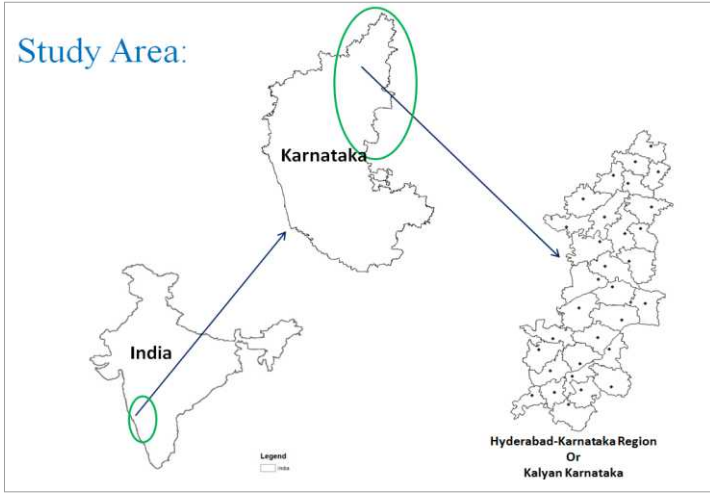 Study Area:
Karnataka
India
Legend
India
Hyderabad-Karnataka Region
Or
Kalyan Karnataka